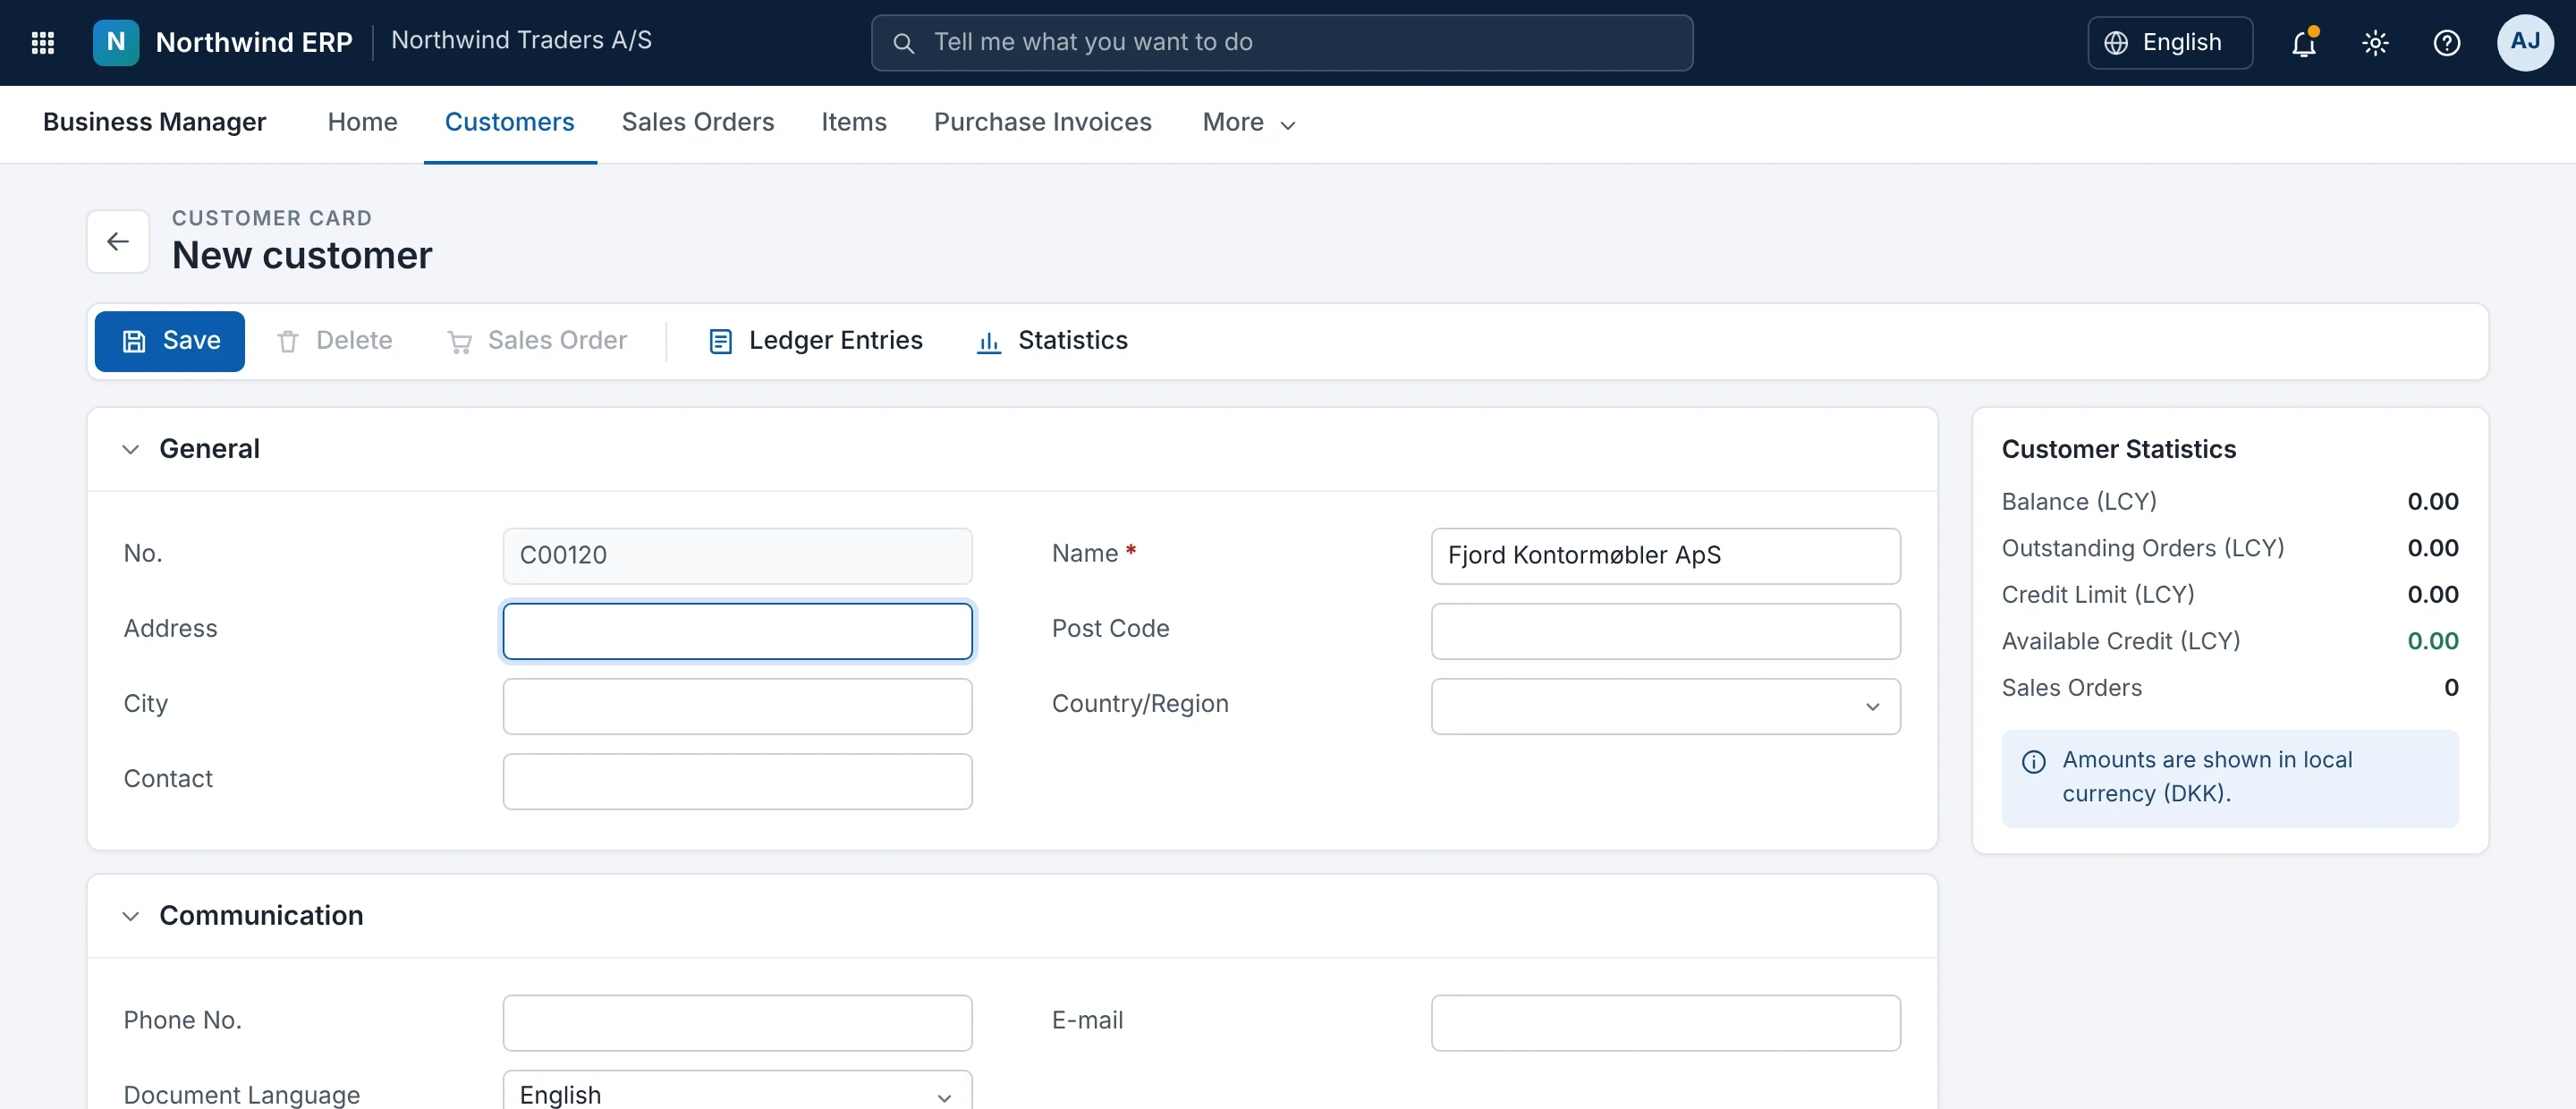 N Northwind ERP Northwind Traders A/S Tell me what you want to do English AJ
Business Manager Home Customers Sales Orders Items Purchase Invoices More
CUSTOMER CARD
New customer
Save Delete Sales Order Ledger Entries Statistics
General
No. C00120 Name * Fjord Kontormøbler ApS
Address Post Code
City Country/Region
Contact
Communication
Phone No. E-mail
Document Language English
Customer Statistics
Balance (LCY) 0.00
Outstanding Orders (LCY) 0.00
Credit Limit (LCY) 0.00
Available Credit (LCY) 0.00
Sales Orders 0
Amounts are shown in local
currency (DKK).